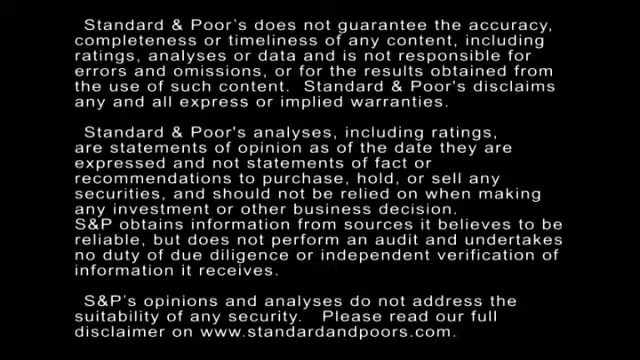 Standard & Poor's does not guarantee the accuracy,
completeness or timeliness of any content, including
ratings, analyses or data and is not responsible for
errors and omissions, or for the results obtained from
the use of such content. Standard & Poor's disclaims
any and all express or implied warranties.
Standard & Poor's analyses, including ratings,
are statements of opinion as of the date they are
expressed and not statements of fact or
recommendations to purchase, hold, or sell any
securities, and should not be relied on when making
any investment or other business decision.
S&P obtains information from sources it believes to be
reliable, but does not perform an audit and undertakes
no duty of due diligence or independent verification of
information it receives.
S&P's opinions and analyses do not address the
suitability of any security. Please read our full
disclaimer on www.standardandpoors.com.